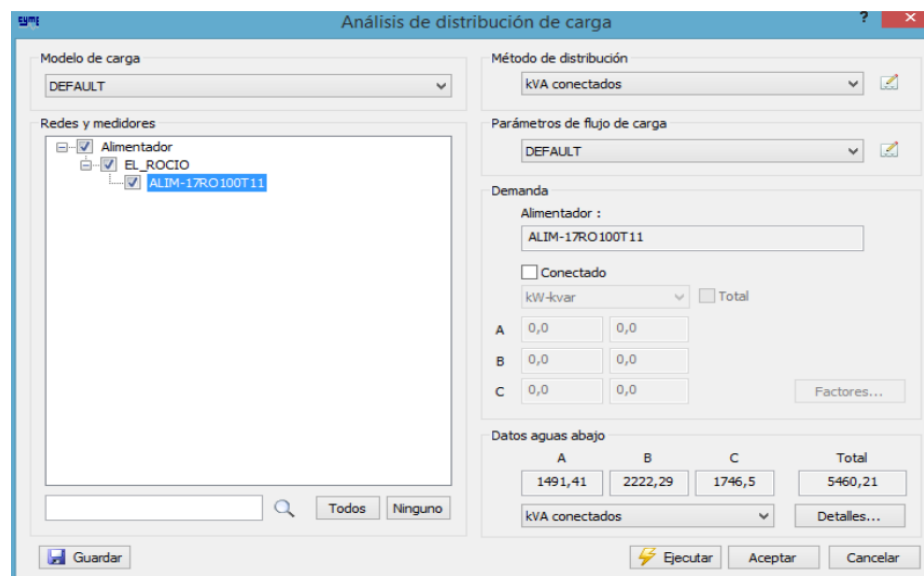 CYME
Análisis de distribución de carga
? ×
Modelo de carga
DEFAULT
Redes y medidores
Alimentador
EL_ROCIO
ALIM-17RO100T11
Todos Ninguno
Guardar
Método de distribución
kVA conectados
Parámetros de flujo de carga
DEFAULT
Demanda
Alimentador :
ALIM-17RO100T11
Conectado
kW-kvar Total
A 0,0 0,0
B 0,0 0,0
C 0,0 0,0
Factores...
Datos aguas abajo
A B C Total
1491,41 2222,29 1746,5 5460,21
kVA conectados Detalles...
Ejecutar Aceptar Cancelar